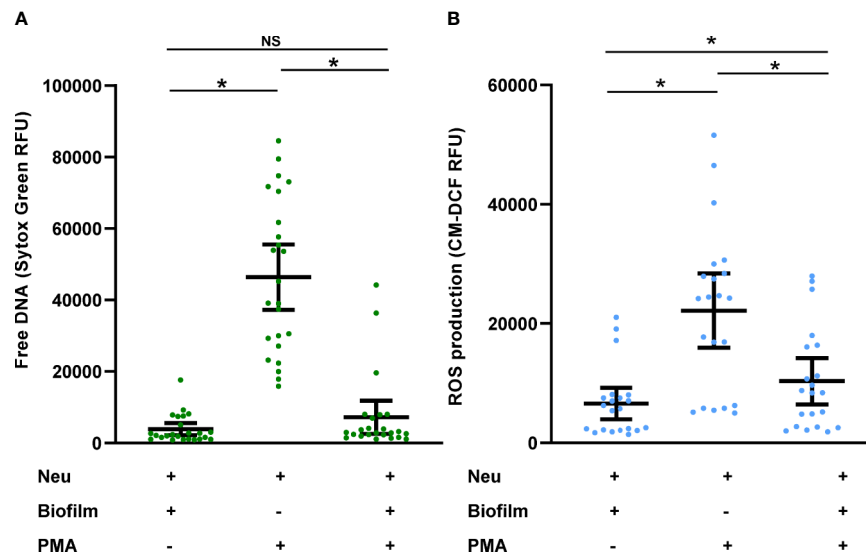 A
NS
*
*
Free DNA (Sytox Green RFU)
100000
80000
60000
40000
20000
0
Neu + + +
Biofilm + - +
PMA - + +
B
*
*
*
ROS production (CM-DCF RFU)
60000
40000
20000
0
Neu + + +
Biofilm + - +
PMA - + +